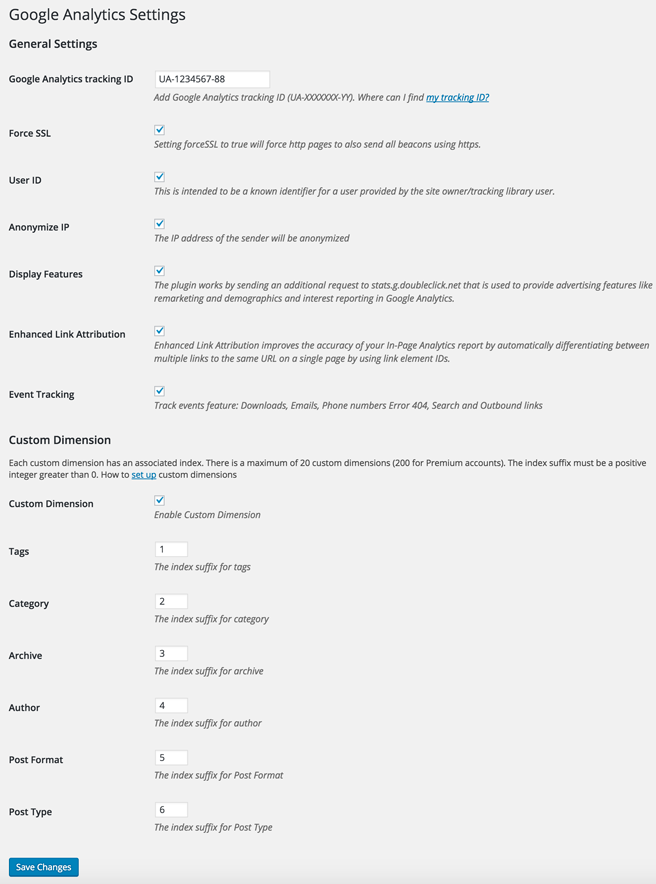 Google Analytics Settings
General Settings
Google Analytics tracking ID
UA-1234567-88
Add Google Analytics tracking ID (UA-XXXXXX-YY). Where can I find my tracking ID?
Force SSL
Setting forceSSL to true will force http pages to also send all beacons using https.
User ID
This is intended to be a known identifier for a user provided by the site owner/tracking library user.
Anonymize IP
The IP address of the sender will be anonymized
Display Features
The plugin works by sending an additional request to stats.g.doubleclick.net that is used to provide advertising features like
remarketing and demographics and interest reporting in Google Analytics.
Enhanced Link Attribution
Enhanced Link Attribution improves the accuracy of your In-Page Analytics report by automatically differentiating between
multiple links to the same URL on a single page by using link element IDs.
Event Tracking
Track events feature: Downloads, Emails, Phone numbers Error 404, Search and Outbound links
Custom Dimension
Each custom dimension has an associated index. There is a maximum of 20 custom dimensions (200 for Premium accounts). The index suffix must be a positive
integer greater than 0. How to set up custom dimensions
Custom Dimension
Enable Custom Dimension
Tags
1
The index suffix for tags
Category
2
The index suffix for category
Archive
3
The index suffix for archive
Author
4
The index suffix for author
Post Format
5
The index suffix for Post Format
Post Type
6
The index suffix for Post Type
Save Changes